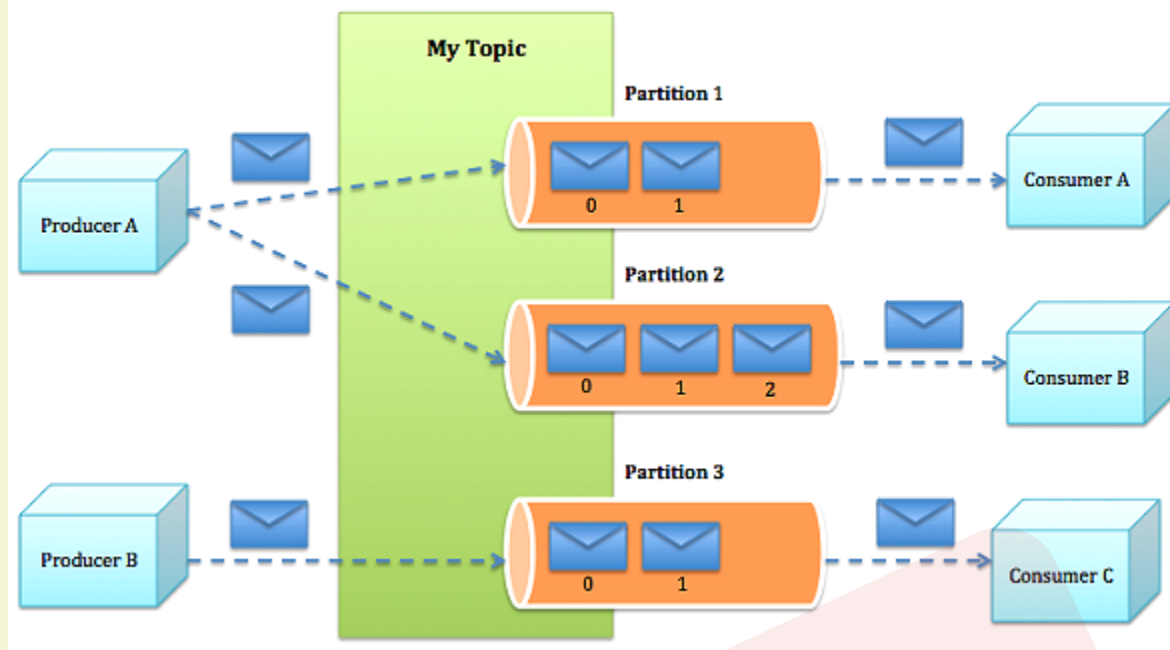 My Topic
Partition 1
Producer A
0 1
Consumer A
Partition 2
0 1 2
Consumer B
Partition 3
Producer B
0 1
Consumer C